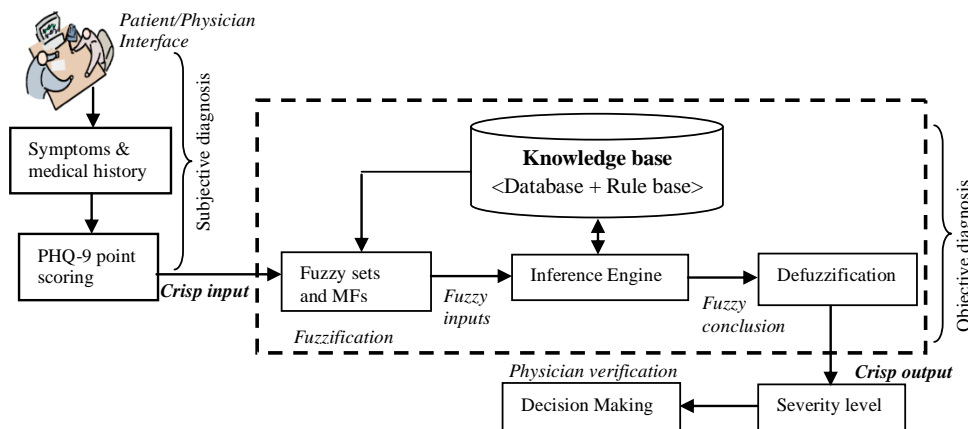 Patient/Physician
Interface
Subjective diagnosis
Symptoms &
medical history
PHQ-9 point
scoring
Crisp input
Knowledge base
<Database + Rule base>
Fuzzy sets
and MFs
Fuzzification
Fuzzy
inputs
Inference Engine
Fuzzy
conclusion
Defuzzification
Objective diagnosis
Crisp output
Physician verification
Decision Making
Severity level